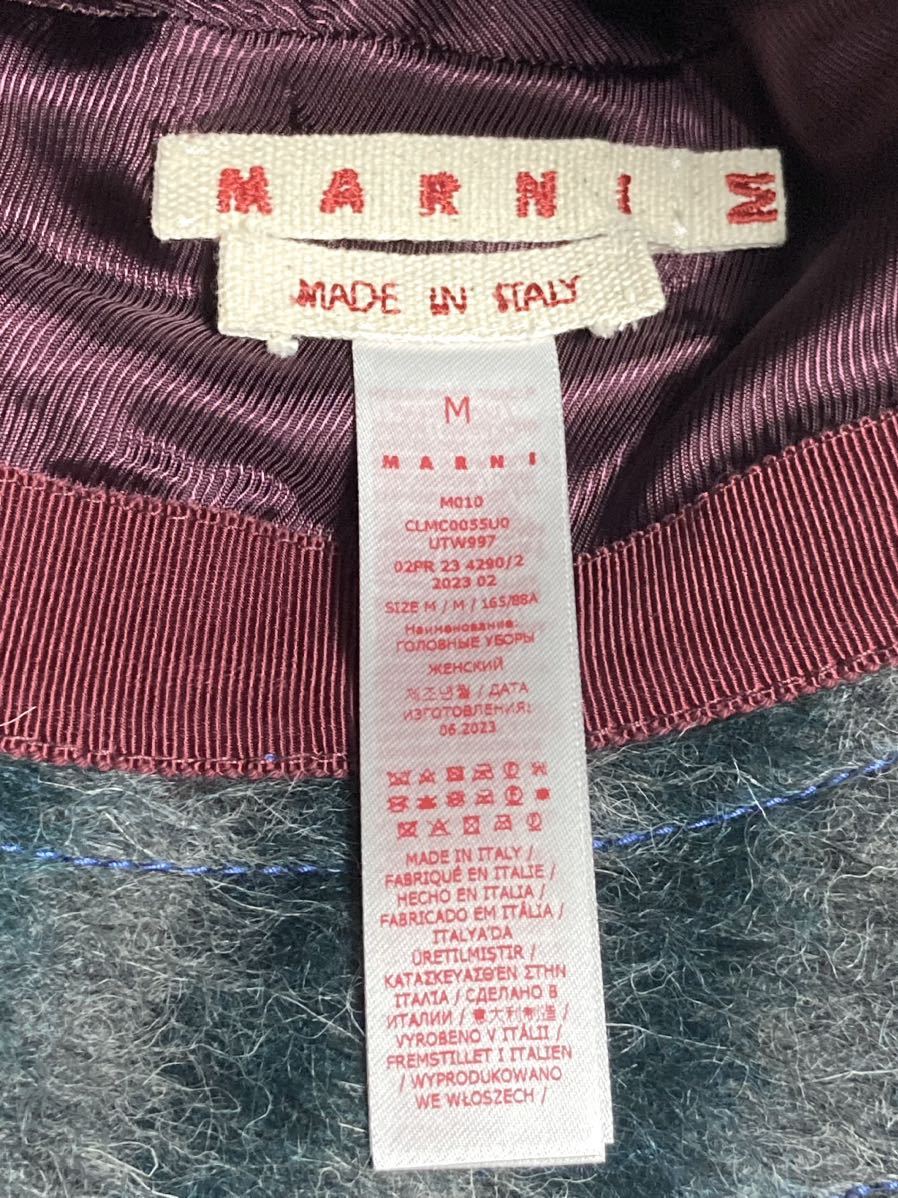 MARNI M
MADE IN ITALY
M
MARNI
M010
CLMC0055U0
UTW997
02PR 23 4290/2
2023 02
SIZE M / M / 165/88A
Наименование:
ГОЛОВНЫЕ УБОРЫ
ЖЕНСКИЙ
제조년월 / ДАТА
ИЗГОТОВЛЕНИЯ:
06.2023
MADE IN ITALY /
FABRIQUÉ EN ITALIE /
HECHO EN ITALIA /
FABRICADO EM ITÁLIA /
ITALYA'DA
ÜRETILMIŞTIR /
ΚΑΤΑΣΚΕΥΑΣΘΈΝ ΣΤΗΝ
ΙΤΑΛΊΑ / СДЕЛАНО В
ИТАЛИИ / 意大利制造 /
VYROBENO V ITÁLII /
FREMSTILLET I ITALIEN
/ WYPRODUKOWANO
WE WŁOSZECH /